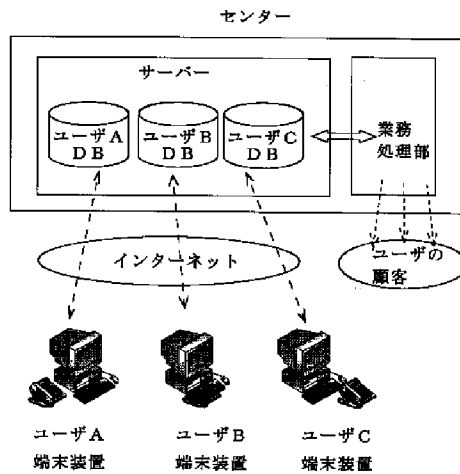 センター
サーバー
ユーザA
DB
ユーザB
DB
ユーザC
DB
業務
処理部
インターネット
ユーザの
顧客
ユーザA
端末装置
ユーザB
端末装置
ユーザC
端末装置